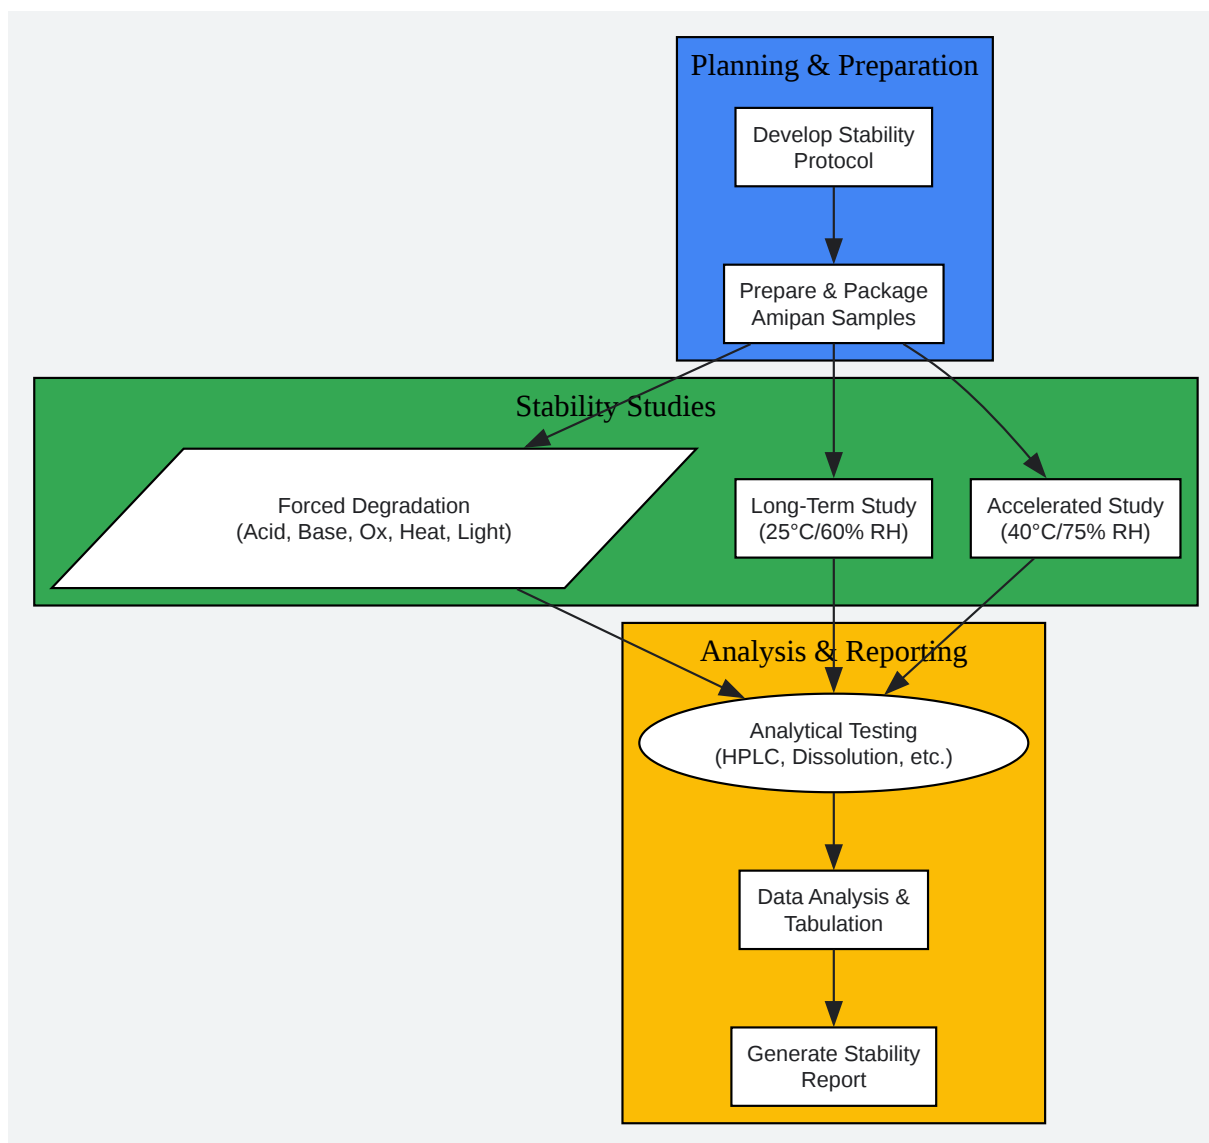 Planning & Preparation
Develop Stability
Protocol
Prepare & Package
Amipan Samples
Stability Studies
Forced Degradation
(Acid, Base, Ox, Heat, Light)
Long-Term Study
(25°C/60% RH)
Accelerated Study
(40°C/75% RH)
Analysis & Reporting
Analytical Testing
(HPLC, Dissolution, etc.)
Data Analysis &
Tabulation
Generate Stability
Report